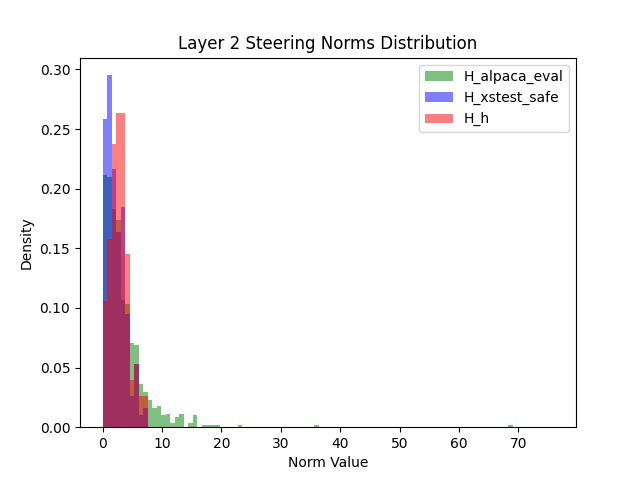 Layer 2 Steering Norms Distribution
H_alpaca_eval
H_xstest_safe
H_h
0.30
0.25
0.20
0.15
0.10
0.05
0.00
Density
0 10 20 30 40 50 60 70
Norm Value